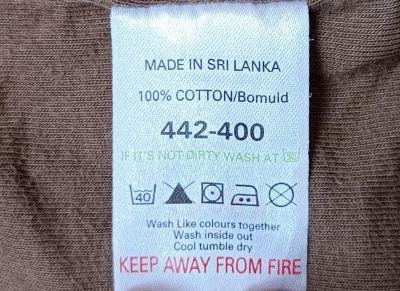 MADE IN SRI LANKA
100% COTTON/Bomuld
442-400
IF IT'S NOT DIRTY WASH AT 30
40
Wash Like colours together
Wash inside out
Cool tumble dry
KEEP AWAY FROM FIRE